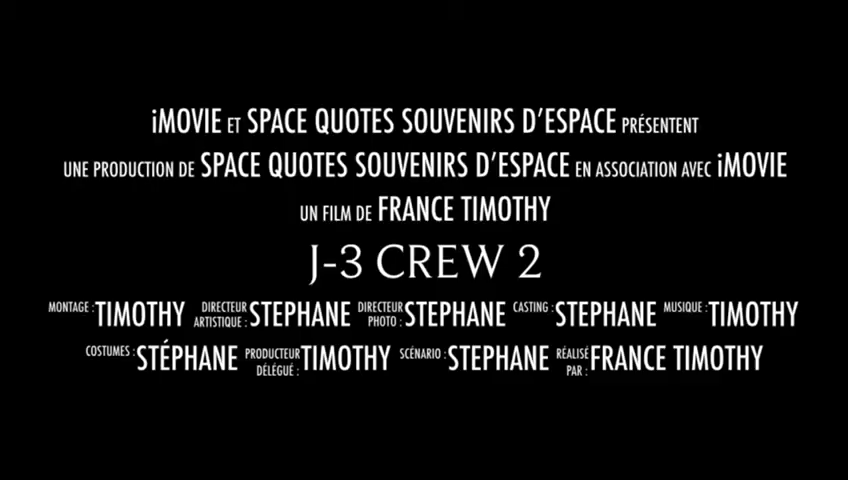 iMOVIE ET SPACE QUOTES SOUVENIRS D'ESPACE PRÉSENTENT
UNE PRODUCTION DE SPACE QUOTES SOUVENIRS D'ESPACE EN ASSOCIATION AVEC iMOVIE
UN FILM DE FRANCE TIMOTHY
J-3 CREW 2
MONTAGE : TIMOTHY DIRECTEUR ARTISTIQUE : STEPHANE DIRECTEUR PHOTO : STEPHANE CASTING : STEPHANE MUSIQUE : TIMOTHY
COSTUMES : STÉPHANE PRODUCTEUR DÉLÉGUÉ : TIMOTHY SCÉNARIO : STEPHANE RÉALISÉ PAR : FRANCE TIMOTHY